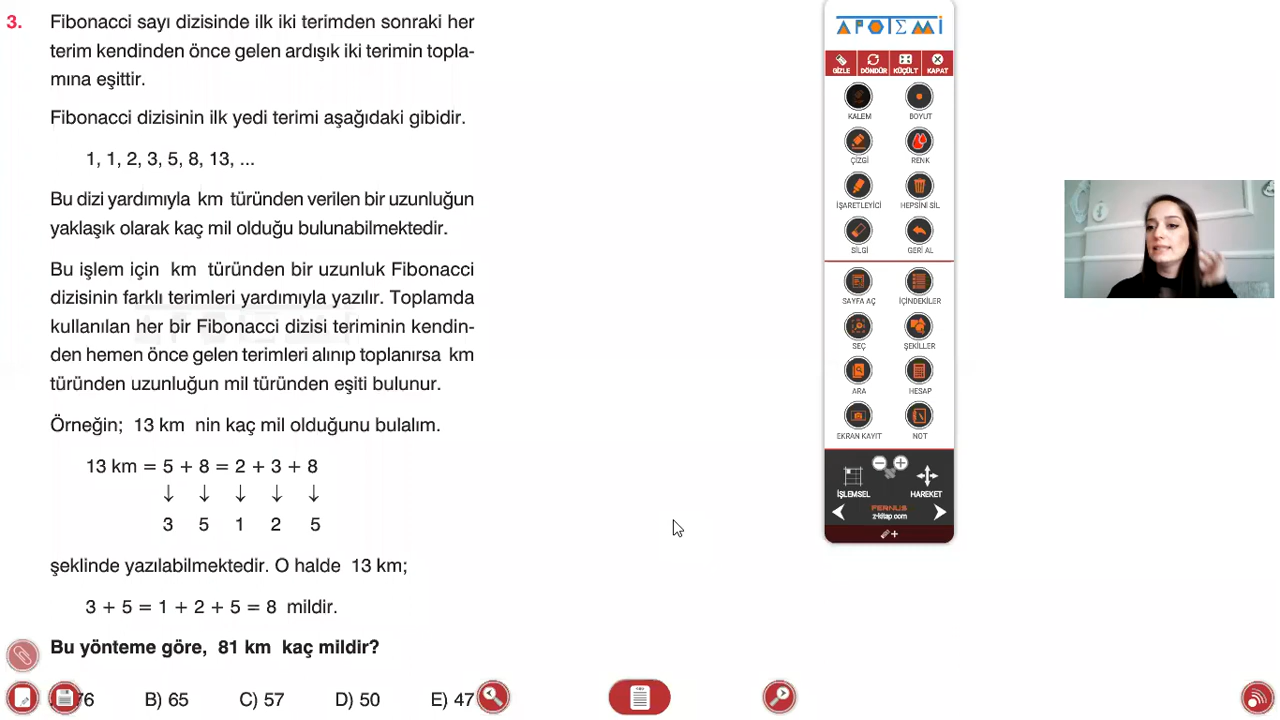 3. Fibonacci sayı dizisinde ilk iki terimden sonraki her
terim kendinden önce gelen ardışık iki terimin topla-
mına eşittir.
Fibonacci dizisinin ilk yedi terimi aşağıdaki gibidir.
1, 1, 2, 3, 5, 8, 13, ...
Bu dizi yardımıyla km türünden verilen bir uzunluğun
yaklaşık olarak kaç mil olduğu bulunabilmektedir.
Bu işlem için km türünden bir uzunluk Fibonacci
dizisinin farklı terimleri yardımıyla yazılır. Toplamda
kullanılan her bir Fibonacci dizisi teriminin kendin-
den hemen önce gelen terimleri alınıp toplanırsa km
türünden uzunluğun mil türünden eşiti bulunur.
Örneğin; 13 km nin kaç mil olduğunu bulalım.
13 km = 5 + 8 = 2 + 3 + 8
↓ ↓ ↓ ↓ ↓
3 5 1 2 5
şeklinde yazılabilmektedir. O halde 13 km;
3 + 5 = 1 + 2 + 5 = 8 mildir.
Bu yönteme göre, 81 km kaç mildir?
76 B) 65 C) 57 D) 50 E) 47
APOTEMİ
GİZLE DÖNDÜR KÜÇÜLT KAPAT
KALEM BOYUT
ÇİZGİ RENK
İŞARETLEYİCİ HEPSİNİ SİL
SİLGİ GERİ AL
SAYFA AÇ İÇİNDEKİLER
SEÇ ŞEKİLLER
ARA HESAP
EKRAN KAYIT NOT
İŞLEMSEL HAREKET
FERNUS
z-kitap.com